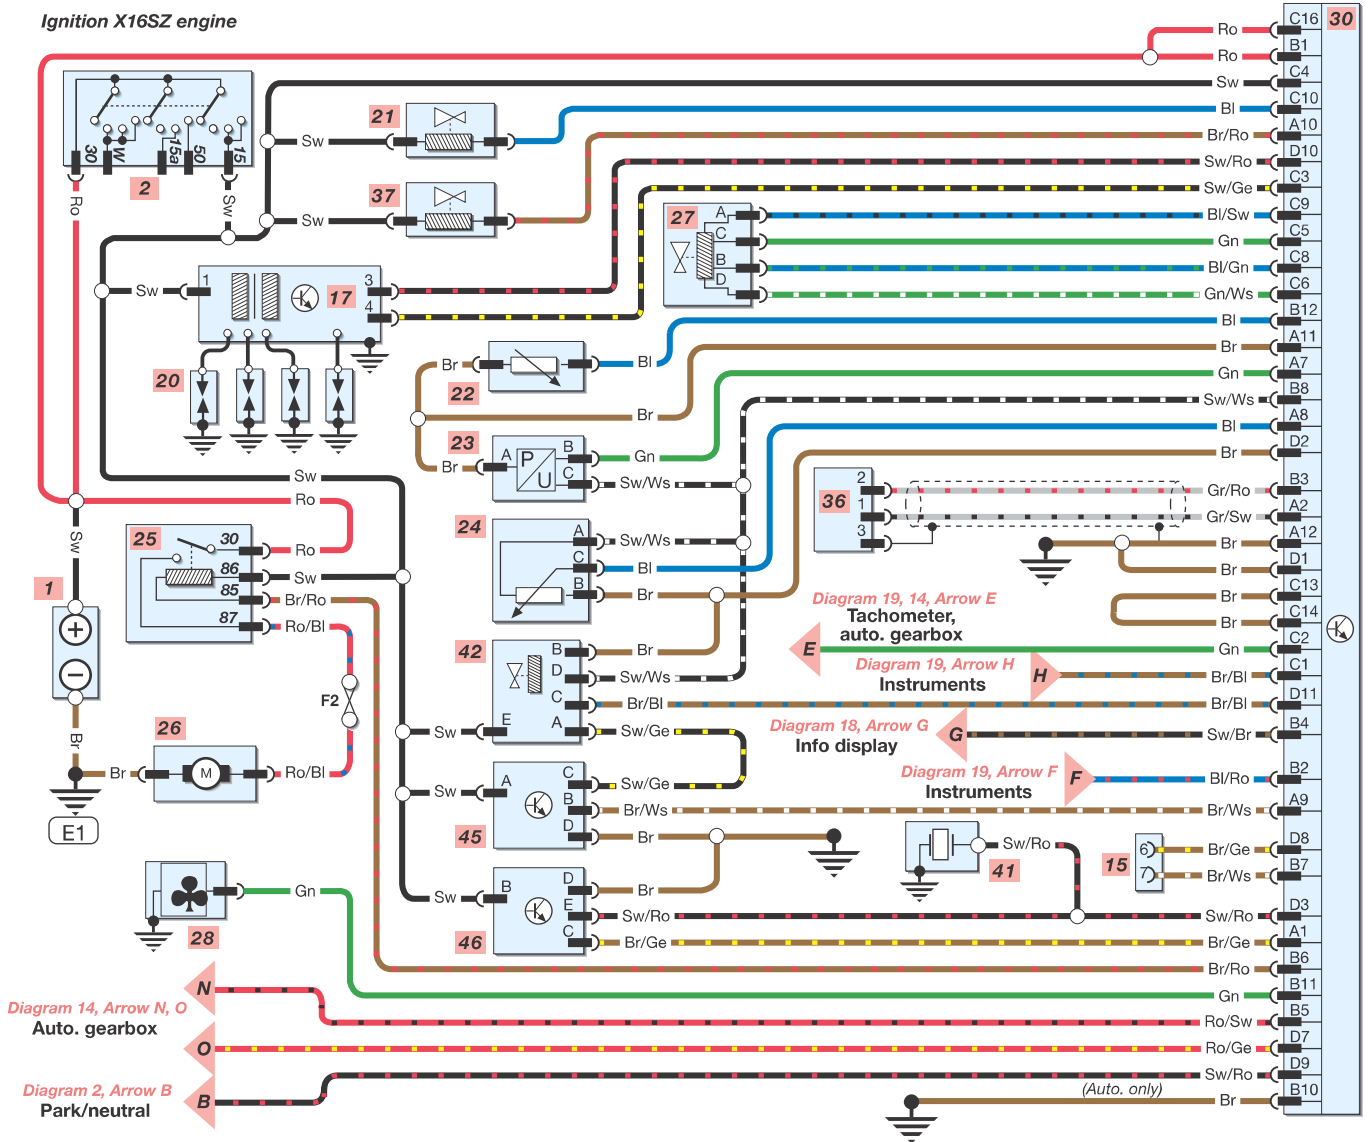 Ignition X16SZ engine
30
Ro C16
Ro B1
Sw C4
Bl C10
Br/Ro A10
Sw/Ro D10
Sw/Ge C3
Bl/Sw C9
Gn C5
Bl/Gn C8
Gn/Ws C6
Bl B12
Br A11
Gn A7
Sw/Ws B8
Bl A8
Br D2
Gr/Ro B3
Gr/Sw A2
Br A12
Br D1
Br C13
Br C14
Gn C2
Br/Bl C1
Br/Bl D11
Sw/Br B4
Bl/Ro B2
Br/Ws A9
Br/Ge D8
Br/Ws B7
Sw/Ro D3
Br/Ge A1
Br/Ro B6
Gn B11
Ro/Sw B5
Ro/Ge D7
Sw/Ro D9
(Auto. only)
Br B10
30 W 15a 50 15
2
Ro
Sw
21
Sw
37
Sw
27
A
C
B
D
Sw
1
17
3
4
20
Br
22
Bl
Br
23
Br
A
P
U
B
C
Gn
Sw/Ws
Sw
Ro
24
A
C
B
Sw/Ws
Bl
Br
36
2
1
3
25
30
86
85
87
Ro
Sw
Br/Ro
Ro/Bl
Sw
1
+
−
Br
F2
26
Br
M
Ro/Bl
E1
42
B
D
C
A
E
Br
Sw/Ws
Br/Bl
Sw/Ge
Sw
45
A
C
B
D
Sw
Sw/Ge
Br/Ws
Br
46
B
D
E
C
Sw
Br
Sw/Ro
Br/Ge
Diagram 19, 14, Arrow E
Tachometer,
auto. gearbox
E
Diagram 19, Arrow H
Instruments
H
Diagram 18, Arrow G
Info display
G
Diagram 19, Arrow F
Instruments
F
Sw/Ro
41
15
6
7
28
Gn
N
Diagram 14, Arrow N, O
Auto. gearbox
O
Diagram 2, Arrow B
Park/neutral
B